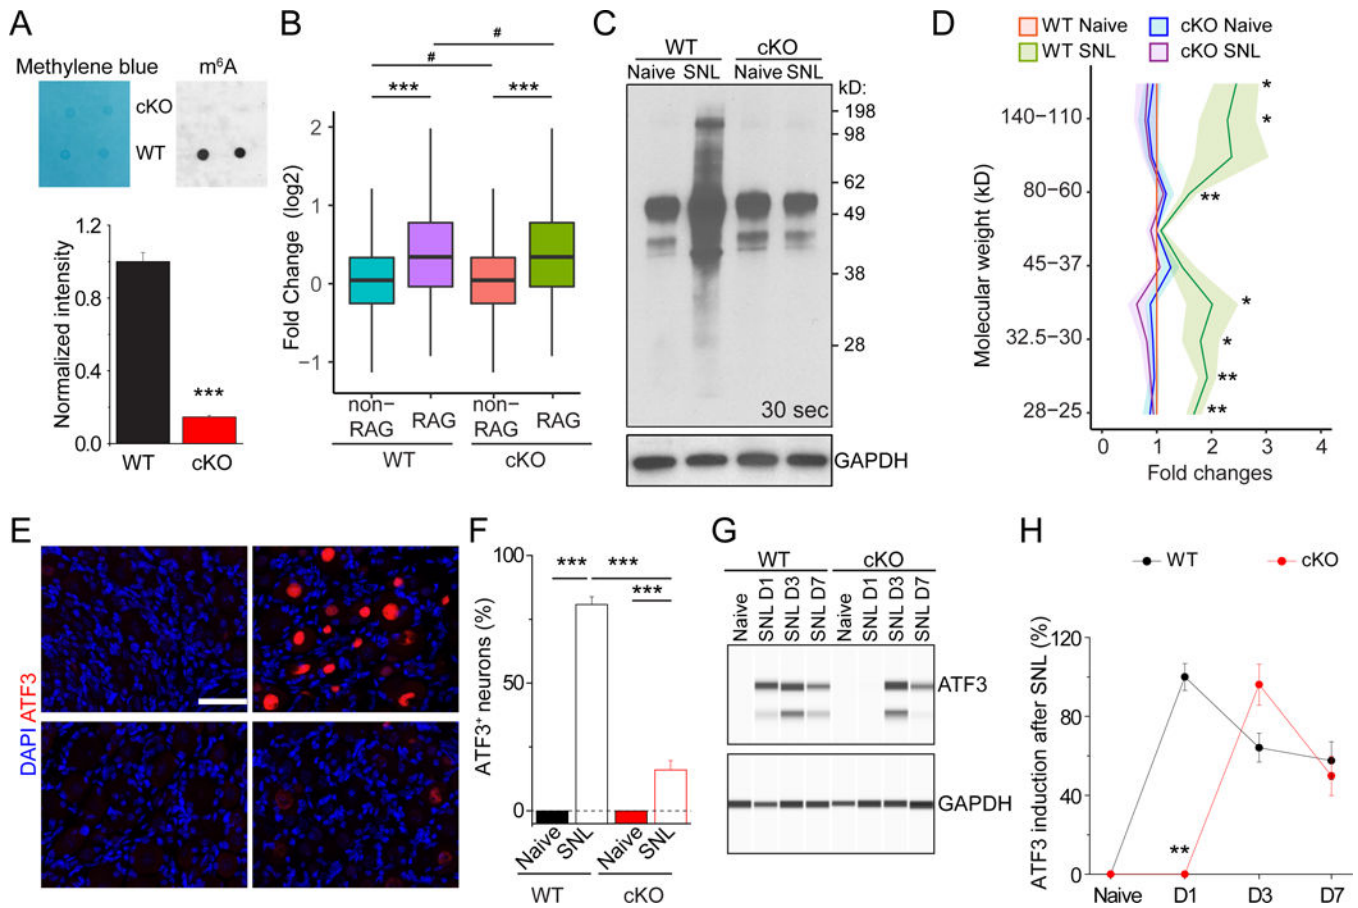 A
Methylene blue
m⁶A
cKO
WT
Normalized intensity
1.2
0.8
0.4
0.0
***
WT
cKO
B
#
#
***
***
Fold Change (log2)
2
1
0
−1
non−RAG
RAG
non−RAG
RAG
WT
cKO
C
WT
cKO
Naive SNL Naive SNL
kD:
198
98
62
49
38
28
30 sec
GAPDH
D
WT Naive
cKO Naive
WT SNL
cKO SNL
Molecular weight (kD)
140−110
80−60
45−37
32.5−30
28−25
*
*
**
*
*
**
**
0 1 2 3 4
Fold changes
E
DAPI ATF3
F
ATF3⁺ neurons (%)
100
50
0
***
***
***
Naive
SNL
Naive
SNL
WT
cKO
G
WT
cKO
Naive
SNL D1
SNL D3
SNL D7
Naive
SNL D1
SNL D3
SNL D7
ATF3
GAPDH
H
WT
cKO
ATF3 induction after SNL (%)
120
80
40
0
**
Naive D1 D3 D7